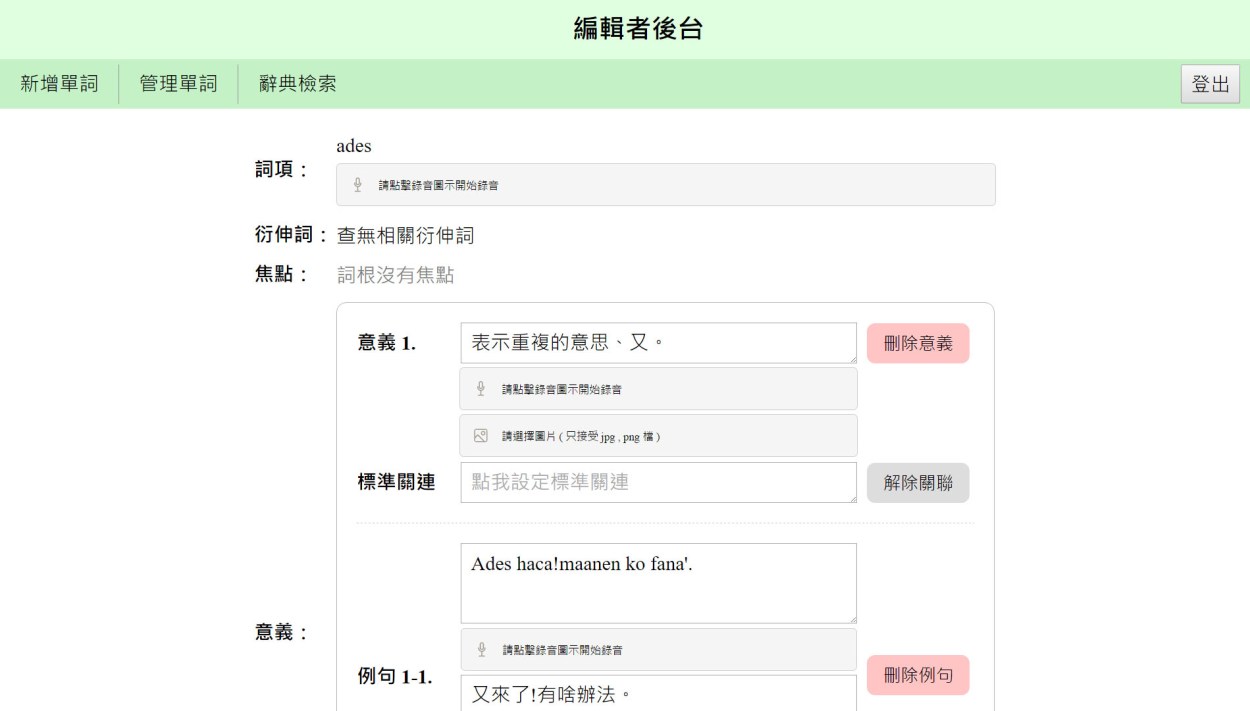 編輯者後台
新增單詞
管理單詞
辭典檢索
登出
詞項：
ades
請點擊錄音圖示開始錄音
衍伸詞：
查無相關衍伸詞
焦點：
詞根沒有焦點
意義：
意義 1.
表示重複的意思、又。
刪除意義
請點擊錄音圖示開始錄音
請選擇圖片 ( 只接受 jpg , png 檔 )
標準關連
點我設定標準關連
解除關聯
例句 1-1.
Ades haca!maanen ko fana'.
請點擊錄音圖示開始錄音
刪除例句
又來了!有啥辦法。